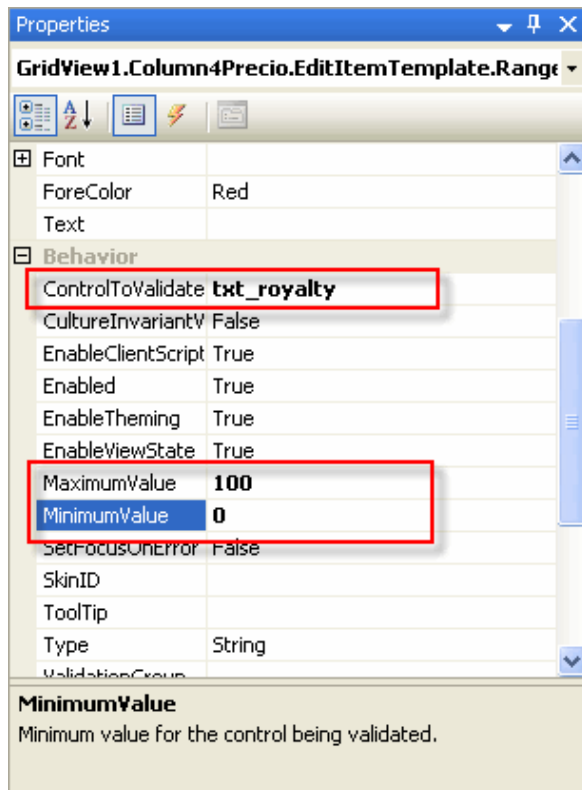 Properties
GridView1.Column4Precio.EditItemTemplate.Range
Font
ForeColor Red
Text
Behavior
ControlToValidate txt_royalty
CultureInvariantV False
EnableClientScript True
Enabled True
EnableTheming True
EnableViewState True
MaximumValue 100
MinimumValue 0
SetFocusOnError False
SkinID
ToolTip
Type String
ValidationGroup
MinimumValue
Minimum value for the control being validated.